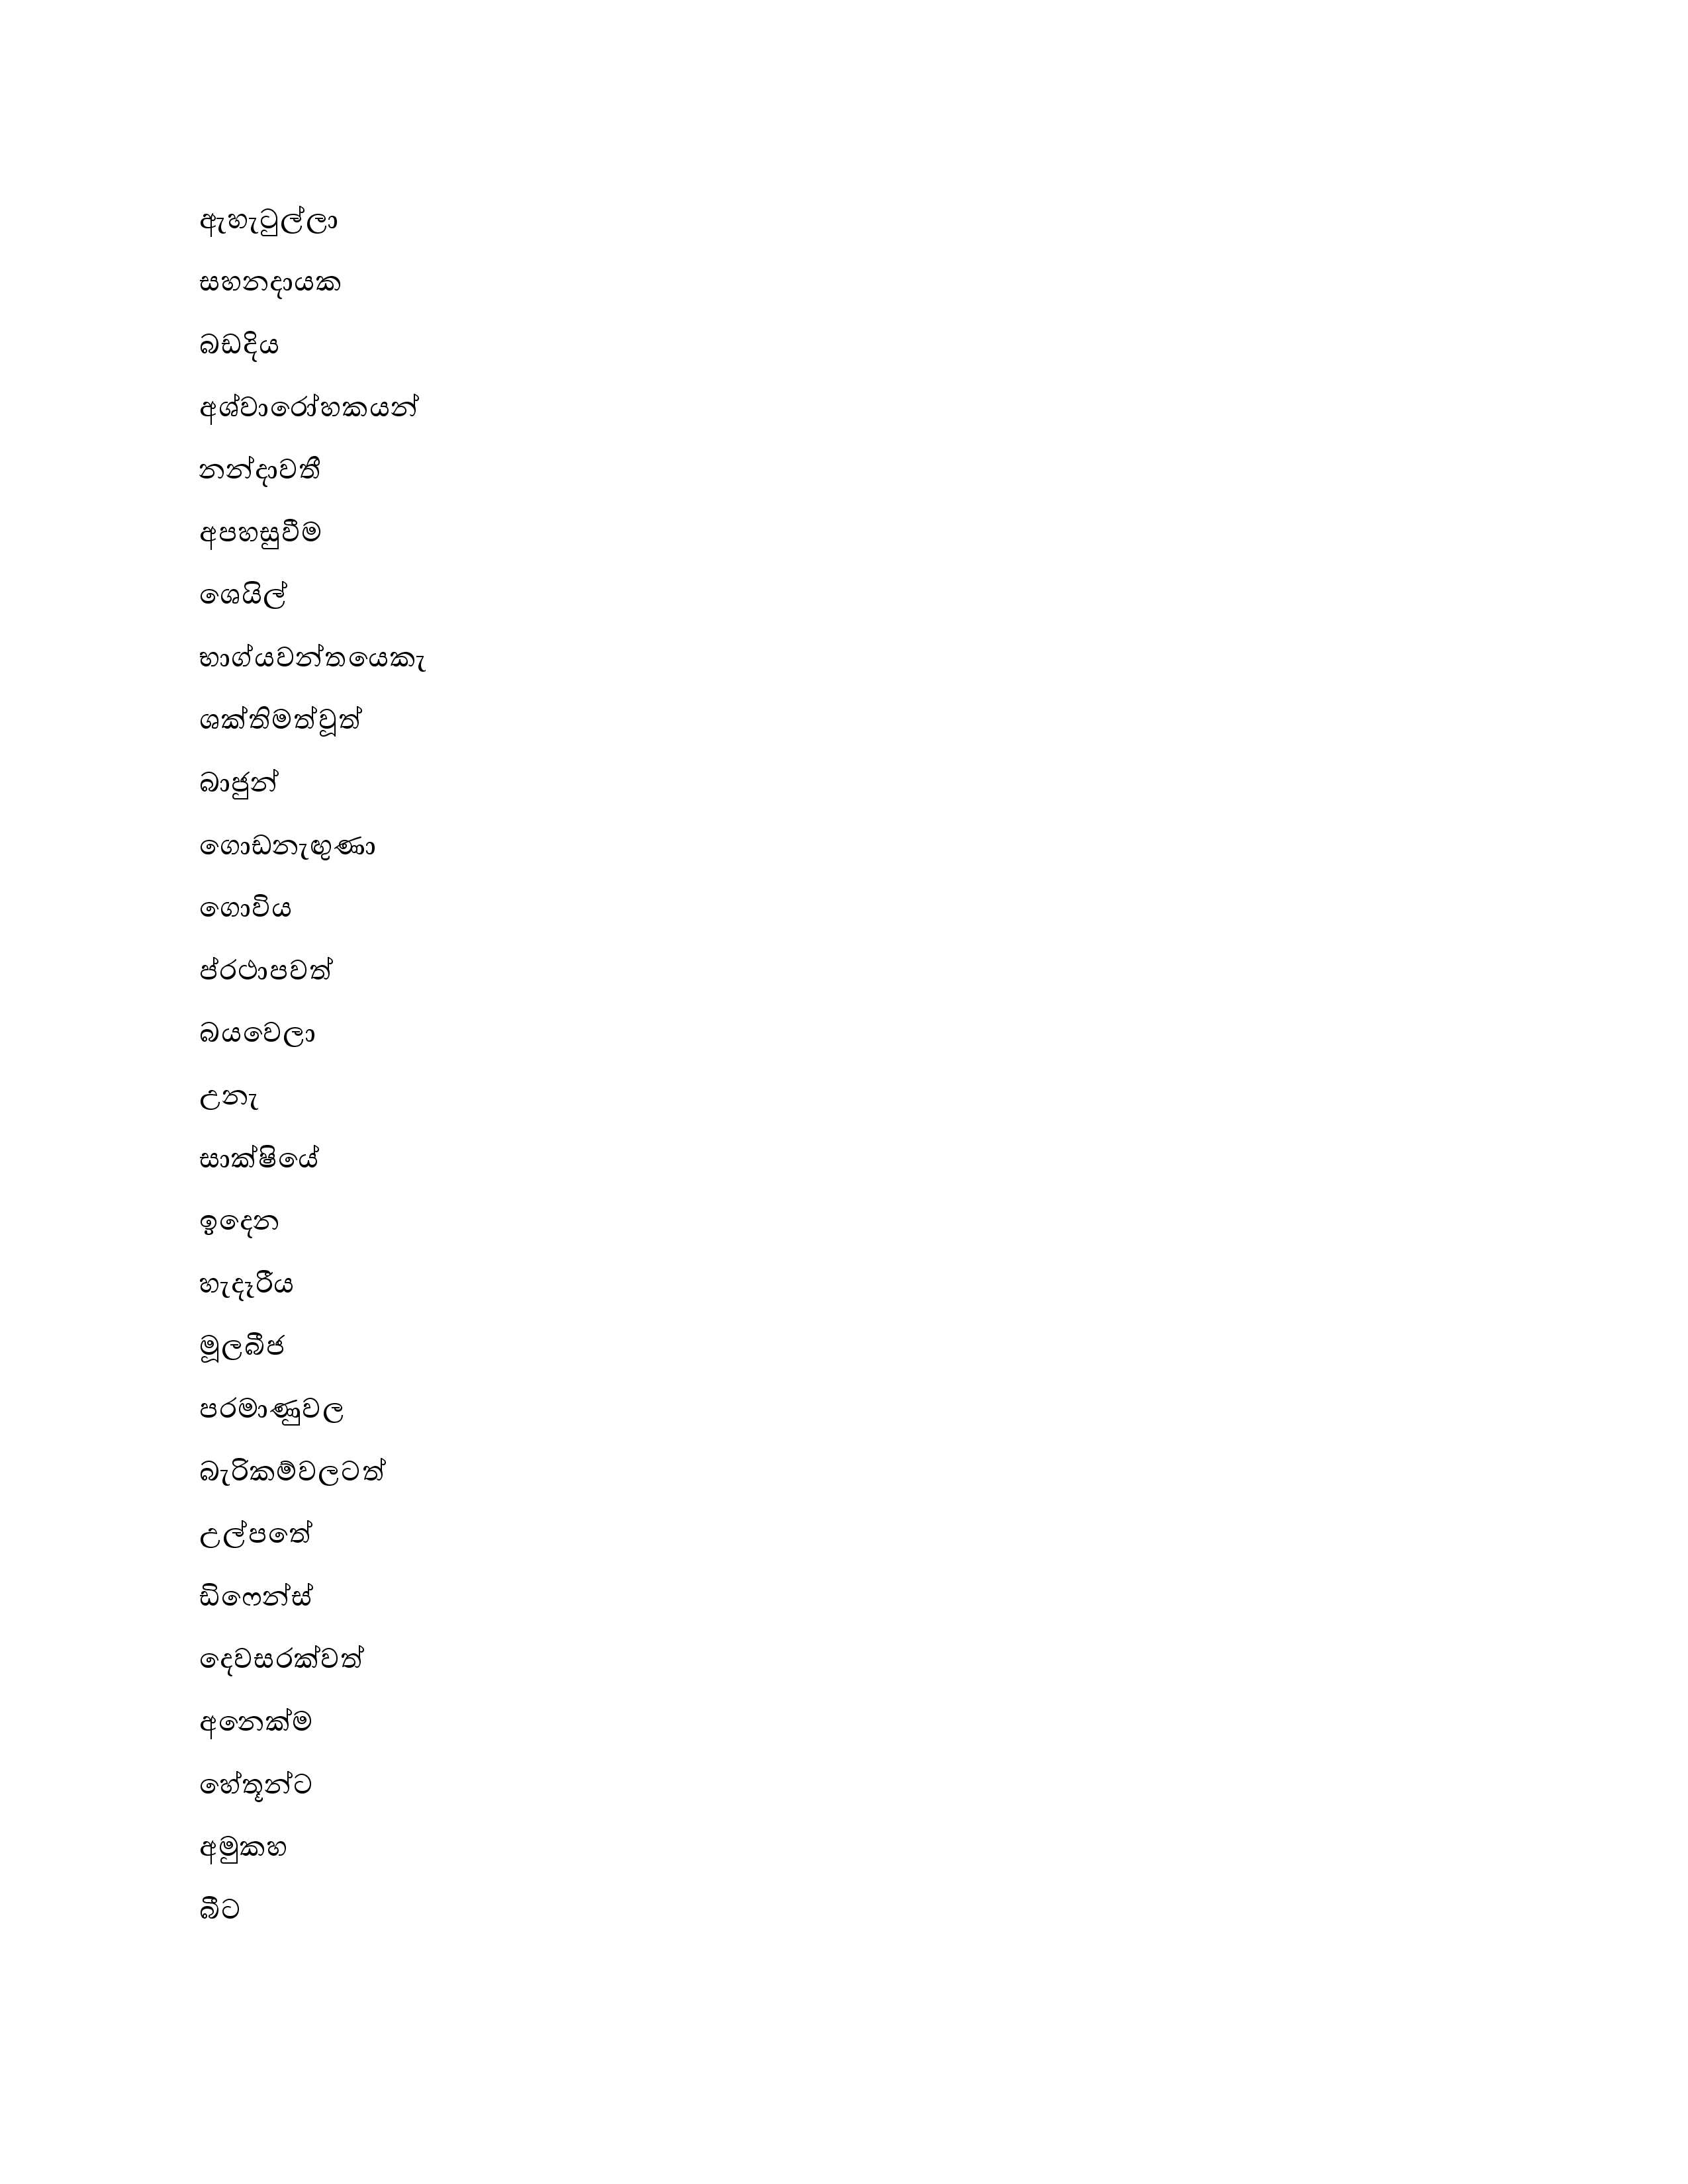 ඇහැටුල්ලා
සහනදායක
බඩදිය
අශ්වාරෝහකයන්
නන්දාවතී
අපහසුවීම
ශෙයිල්
භාග්යවන්තයෙකැ
ශක්තිමත්වූත්
බාජුන්
ගොඩනැඟුණා
ගොවිය
ප්රථාපවත්
බයවෙලා
උනැ
සාක්ෂියේ
ඉදෙන
හැදෑරීය
මූලබීජ
පරමාණුවල
බැරිකම්වලටත්
උල්පතේ
ඩිෆෙන්ස්
දෙවසරක්වත්
අනෙක්ම
හේතූන්ට
අමුකහ
බීට